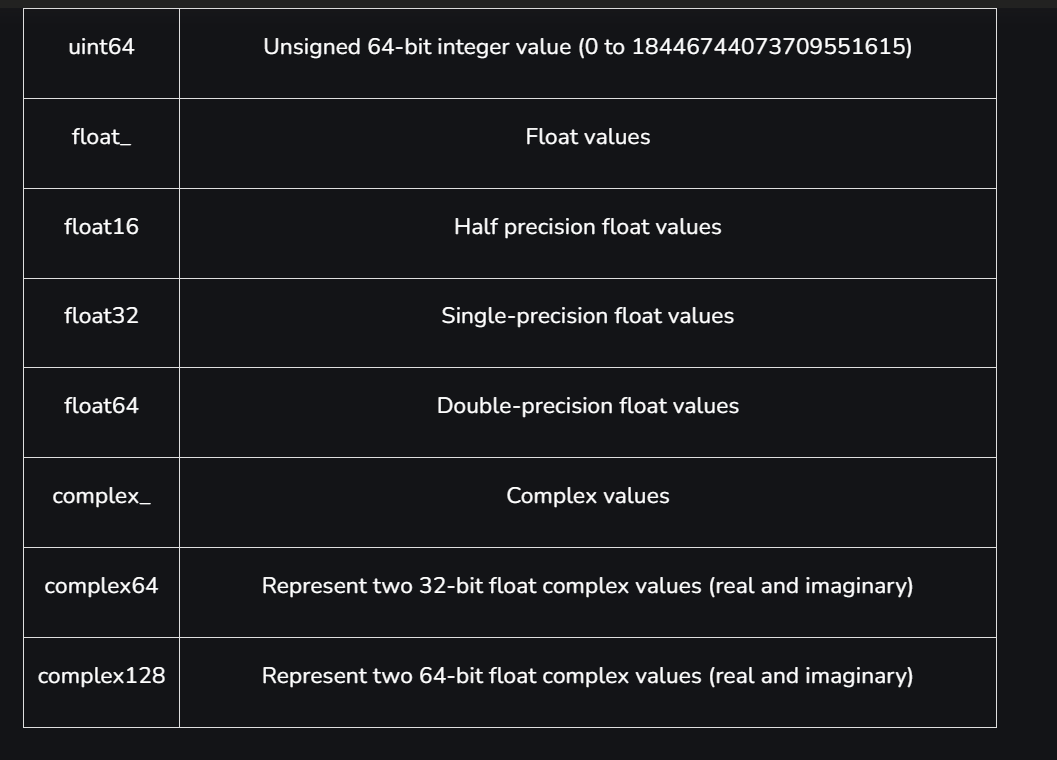 uint64 Unsigned 64-bit integer value (0 to 18446744073709551615)
float_ Float values
float16 Half precision float values
float32 Single-precision float values
float64 Double-precision float values
complex_ Complex values
complex64 Represent two 32-bit float complex values (real and imaginary)
complex128 Represent two 64-bit float complex values (real and imaginary)